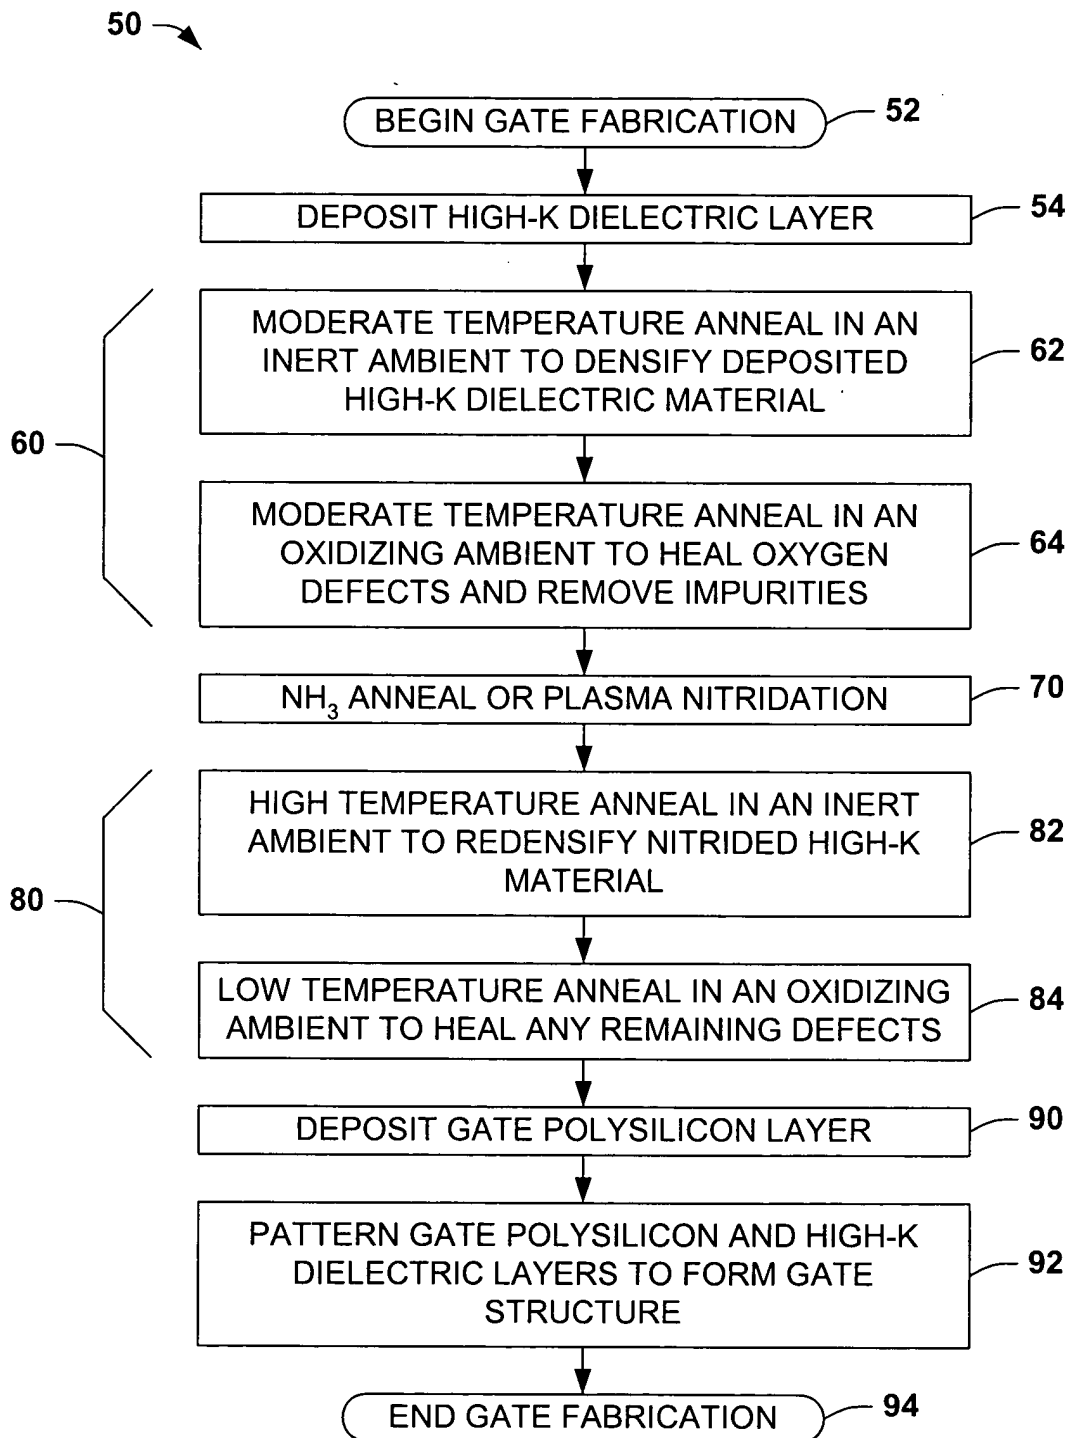 50
BEGIN GATE FABRICATION
52
DEPOSIT HIGH-K DIELECTRIC LAYER
54
MODERATE TEMPERATURE ANNEAL IN AN
INERT AMBIENT TO DENSIFY DEPOSITED
HIGH-K DIELECTRIC MATERIAL
62
60
MODERATE TEMPERATURE ANNEAL IN AN
OXIDIZING AMBIENT TO HEAL OXYGEN
DEFECTS AND REMOVE IMPURITIES
64
NH3 ANNEAL OR PLASMA NITRIDATION
70
HIGH TEMPERATURE ANNEAL IN AN INERT
AMBIENT TO REDENSIFY NITRIDED HIGH-K
MATERIAL
82
80
LOW TEMPERATURE ANNEAL IN AN OXIDIZING
AMBIENT TO HEAL ANY REMAINING DEFECTS
84
DEPOSIT GATE POLYSILICON LAYER
90
PATTERN GATE POLYSILICON AND HIGH-K
DIELECTRIC LAYERS TO FORM GATE
STRUCTURE
92
END GATE FABRICATION
94